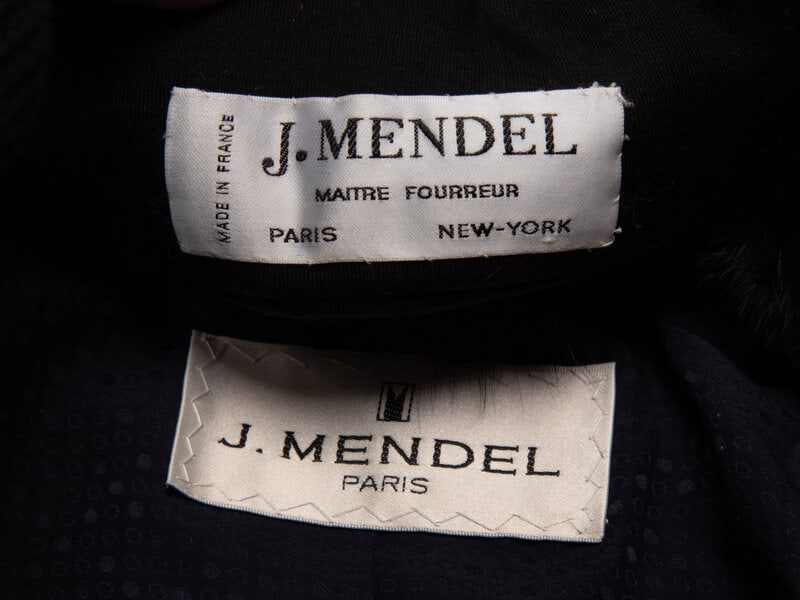 MADE IN FRANCE
J. MENDEL
MAITRE FOURREUR
PARIS NEW-YORK
J. MENDEL
PARIS